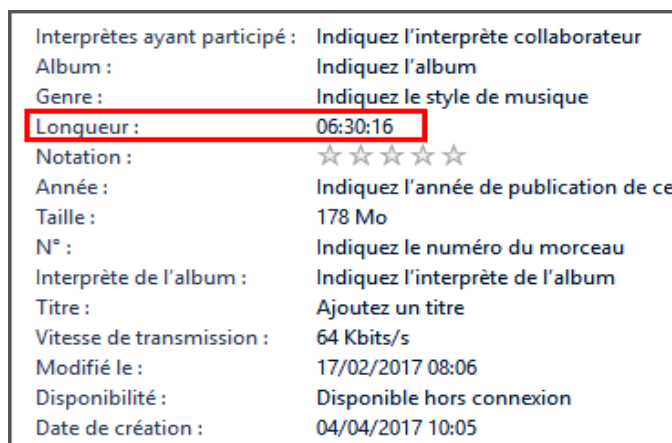 Interprètes ayant participé : Indiquez l'interprète collaborateur
Album : Indiquez l'album
Genre : Indiquez le style de musique
Longueur : 06:30:16
Notation : ☆☆☆☆☆
Année : Indiquez l'année de publication de ce
Taille : 178 Mo
N° : Indiquez le numéro du morceau
Interprète de l'album : Indiquez l'interprète de l'album
Titre : Ajoutez un titre
Vitesse de transmission : 64 Kbits/s
Modifié le : 17/02/2017 08:06
Disponibilité : Disponible hors connexion
Date de création : 04/04/2017 10:05